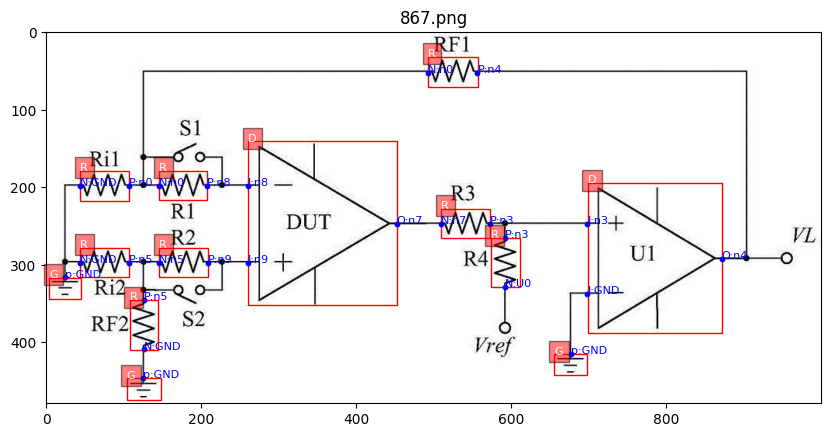 867.png
0
100
200
300
400
0
200
400
600
800
R
RF1
N:n0
P:n4
S1
R
Ri1
N:GND
P:n0
R
N:n0
P:n8
R1
D
I:n8
DUT
O:n7
R
R3
N:n7
P:n3
D
I:n3
U1
O:n4
VL
R
N:GND
P:n5
Ri2
R
R2
N:n5
P:n9
I:n9
S2
G
p:GND
R
P:n5
RF2
N:GND
G
p:GND
R
P:n3
R4
N:U0
Vref
I:GND
G
p:GND